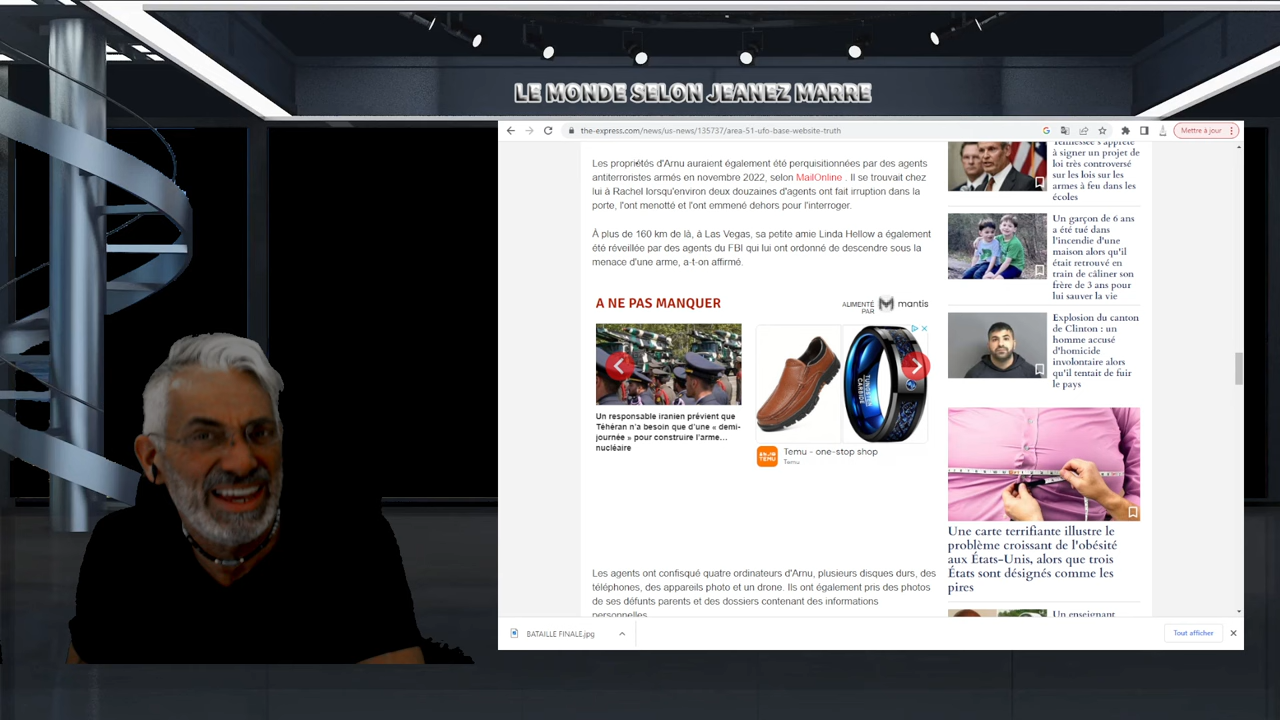 LE MONDE SELON JEANEZ MARRE
the-express.com/news/us-news/135737/area-51-ufo-base-website-truth
Mettre à jour
Les propriétés d'Arnu auraient également été perquisitionnées par des agents
antiterroristes armés en novembre 2022, selon MailOnline . Il se trouvait chez
lui à Rachel lorsqu'environ deux douzaines d'agents ont fait irruption dans la
porte, l'ont menotté et l'ont emmené dehors pour l'interroger.
À plus de 160 km de là, à Las Vegas, sa petite amie Linda Hellow a également
été réveillée par des agents du FBI qui lui ont ordonné de descendre sous la
menace d'une arme, a-t-on affirmé.
A NE PAS MANQUER
ALIMENTÉ
PAR
mantis
Un responsable iranien prévient que
Téhéran n'a besoin que d'une « demi-
journée » pour construire l'arme...
nucléaire
TUNGSTEN
CARBIDE
TEMU
Temu - one-stop shop
Temu
Les agents ont confisqué quatre ordinateurs d'Arnu, plusieurs disques durs, des
téléphones, des appareils photo et un drone. Ils ont également pris des photos
de ses défunts parents et des dossiers contenant des informations
personnelles.
Tennessee s'apprête
à signer un projet de
loi très controversé
sur les lois sur les
armes à feu dans les
écoles
Un garçon de 6 ans
a été tué dans
l'incendie d'une
maison alors qu'il
était retrouvé en
train de câliner son
frère de 3 ans pour
lui sauver la vie
Explosion du canton
de Clinton : un
homme accusé
d'homicide
involontaire alors
qu'il tentait de fuir
le pays
Une carte terrifiante illustre le
problème croissant de l'obésité
aux États-Unis, alors que trois
États sont désignés comme les
pires
Un enseignant
BATAILLE FINALE.jpg
Tout afficher